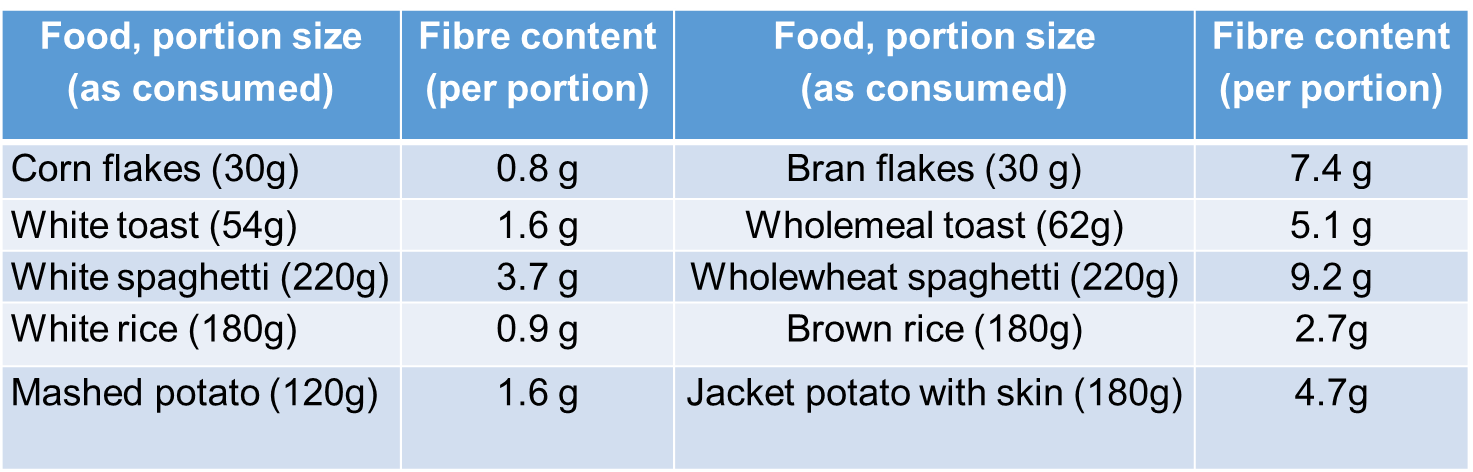 Food, portion size (as consumed) Fibre content (per portion) Food, portion size (as consumed) Fibre content (per portion)
Corn flakes (30g) 0.8 g Bran flakes (30 g) 7.4 g
White toast (54g) 1.6 g Wholemeal toast (62g) 5.1 g
White spaghetti (220g) 3.7 g Wholewheat spaghetti (220g) 9.2 g
White rice (180g) 0.9 g Brown rice (180g) 2.7g
Mashed potato (120g) 1.6 g Jacket potato with skin (180g) 4.7g